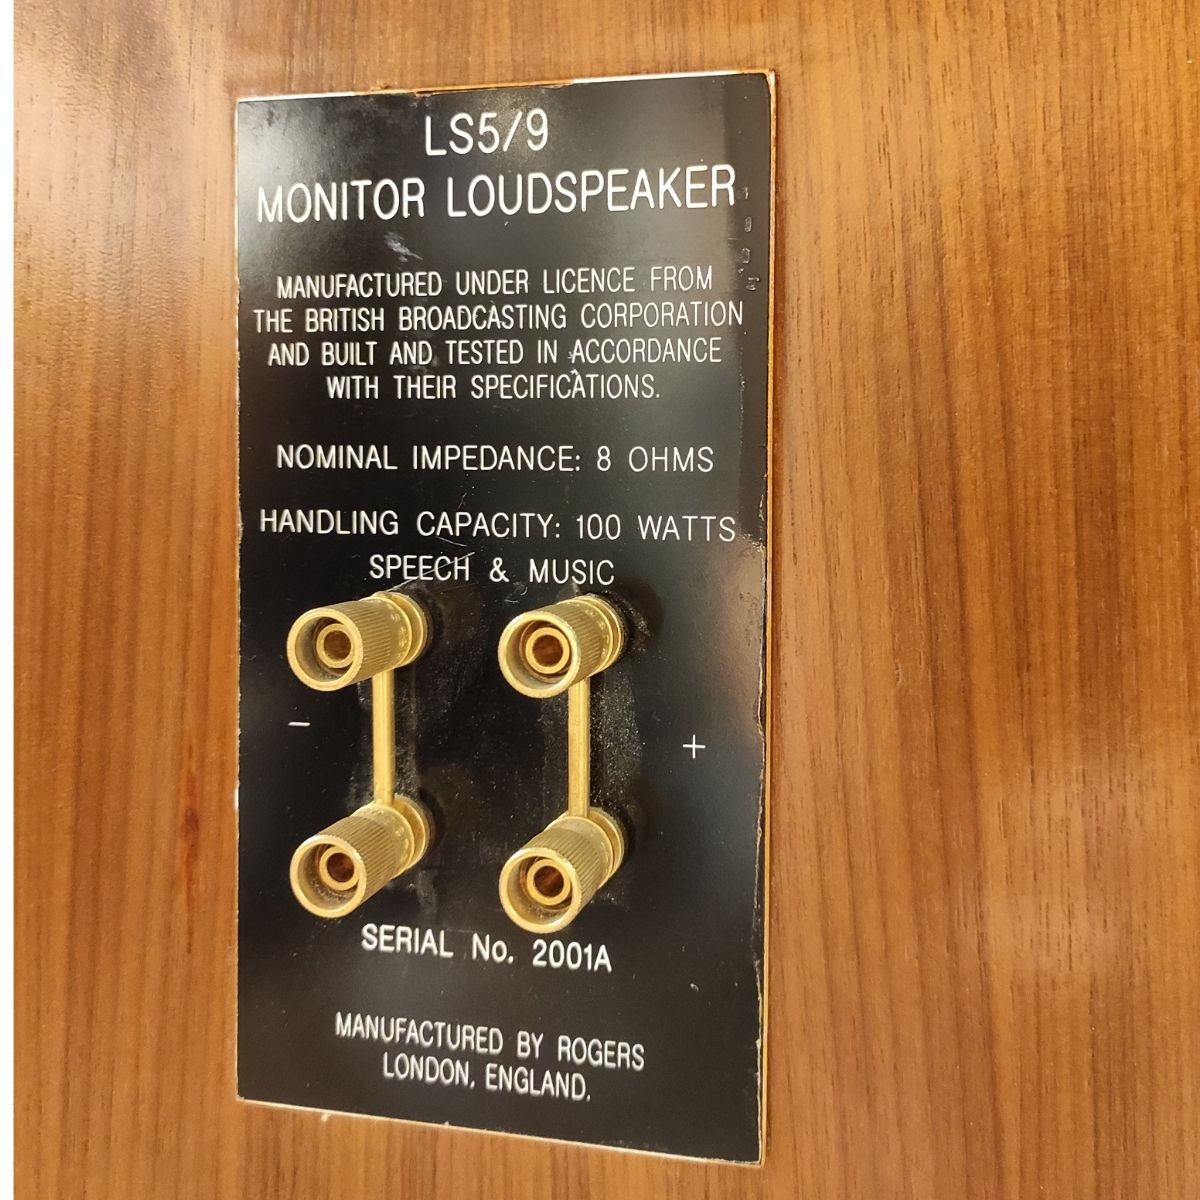 LS5/9
MONITOR LOUDSPEAKER
MANUFACTURED UNDER LICENCE FROM
THE BRITISH BROADCASTING CORPORATION
AND BUILT AND TESTED IN ACCORDANCE
WITH THEIR SPECIFICATIONS.
NOMINAL IMPEDANCE: 8 OHMS
HANDLING CAPACITY: 100 WATTS
SPEECH & MUSIC
- +
SERIAL No. 2001A
MANUFACTURED BY ROGERS
LONDON, ENGLAND.